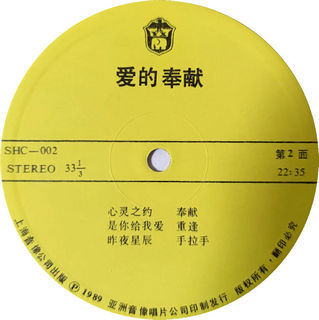 爱的奉献
SHC—002
第2面
STEREO 33 1/3
22:35
心灵之约 奉献
是你给我爱 重逢
昨夜星辰 手拉手
上海音像公司出版 Ⓟ 1989 亚洲音像唱片公司印制发行 版权所有，翻印必究